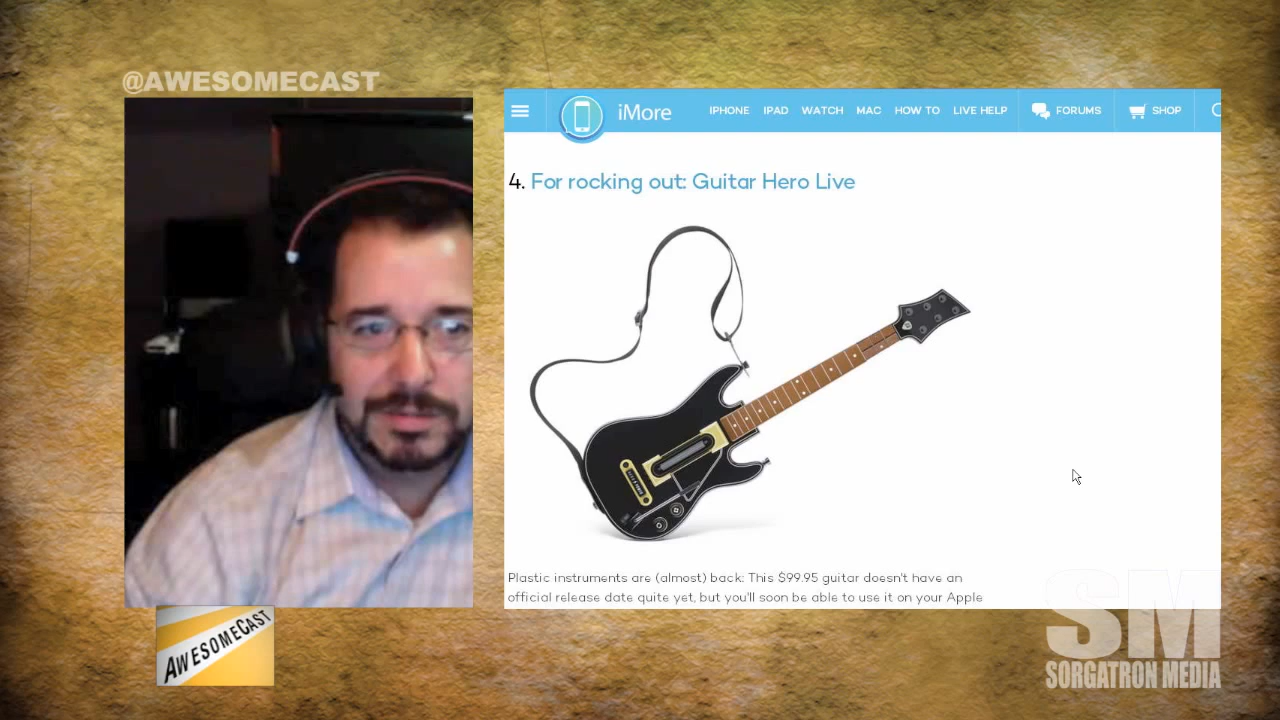 @AWESOMECAST
iMore
IPHONE IPAD WATCH MAC HOW TO LIVE HELP FORUMS SHOP
4. For rocking out: Guitar Hero Live
Plastic instruments are (almost) back: This $99.95 guitar doesn't have an
official release date quite yet, but you'll soon be able to use it on your Apple
AWESOMECAST
SM
SORGATRON MEDIA